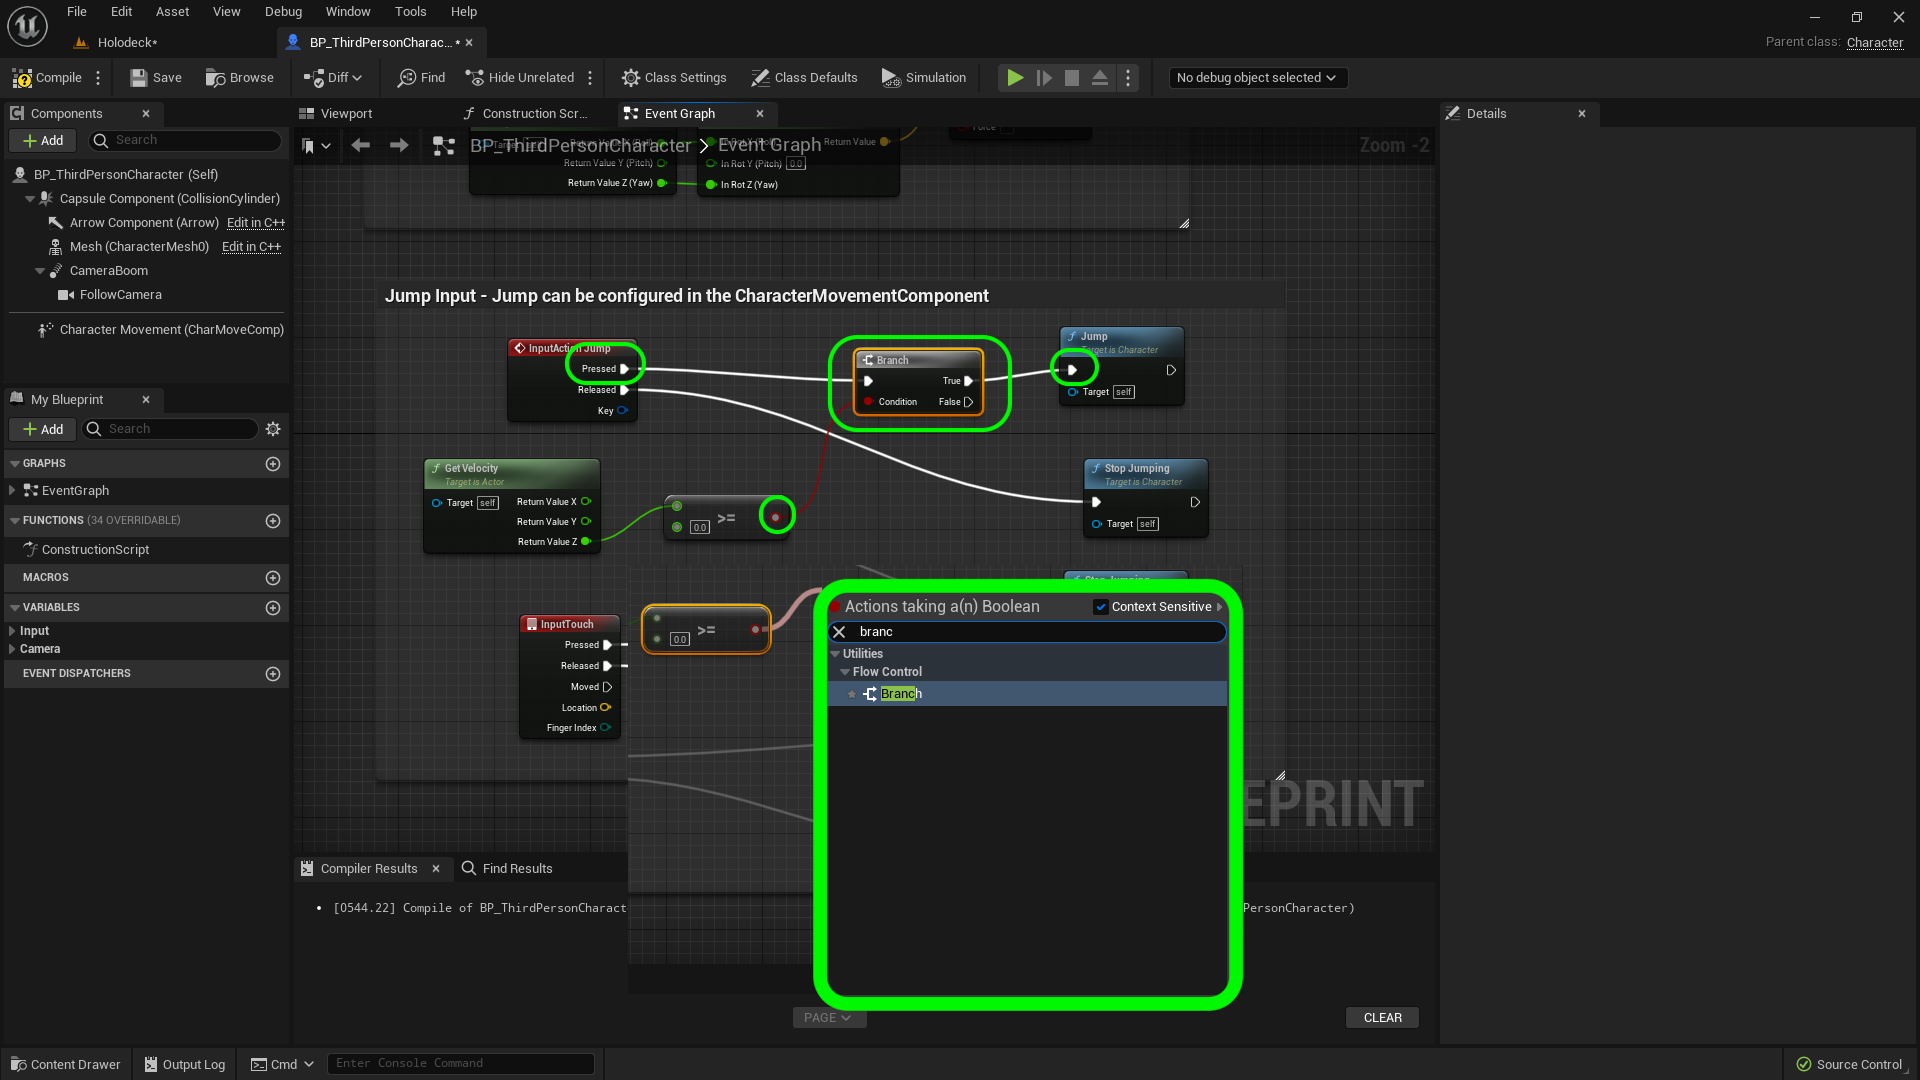 File Edit Asset View Debug Window Tools Help
Holodeck*
BP_ThirdPersonCharac... *
Parent class: Character
Compile Save Browse Diff Find Hide Unrelated Class Settings Class Defaults Simulation No debug object selected
Components
Add Search
BP_ThirdPersonCharacter (Self)
Capsule Component (CollisionCylinder)
Arrow Component (Arrow) Edit in C++
Mesh (CharacterMesh0) Edit in C++
CameraBoom
FollowCamera
Character Movement (CharMoveComp)
My Blueprint
Add Search
GRAPHS
EventGraph
FUNCTIONS (34 OVERRIDABLE)
ConstructionScript
MACROS
VARIABLES
Input
Camera
EVENT DISPATCHERS
Viewport Construction Scr... Event Graph
BP_ThirdPersonCharacter > Event Graph
Zoom -2
Return Value
Return Value Y (Pitch) In Rot Y (Pitch) 0.0
Return Value Z (Yaw) In Rot Z (Yaw)
Jump Input - Jump can be configured in the CharacterMovementComponent
InputAction Jump
Pressed
Released
Key
Branch
True
Condition False
Jump
Target is Character
Target self
Get Velocity
Target is Actor
Target self Return Value X
Return Value Y
Return Value Z
>=
0.0
Stop Jumping
Target is Character
Target self
InputTouch
Pressed
Released
Moved
Location
Finger Index
>=
0.0
Actions taking a(n) Boolean Context Sensitive
branc
Utilities
Flow Control
Branch
EPRINT
Compiler Results Find Results
[0544.22] Compile of BP_ThirdPersonCharact
PersonCharacter)
PAGE CLEAR
Details
Content Drawer Output Log Cmd Enter Console Command Source Control